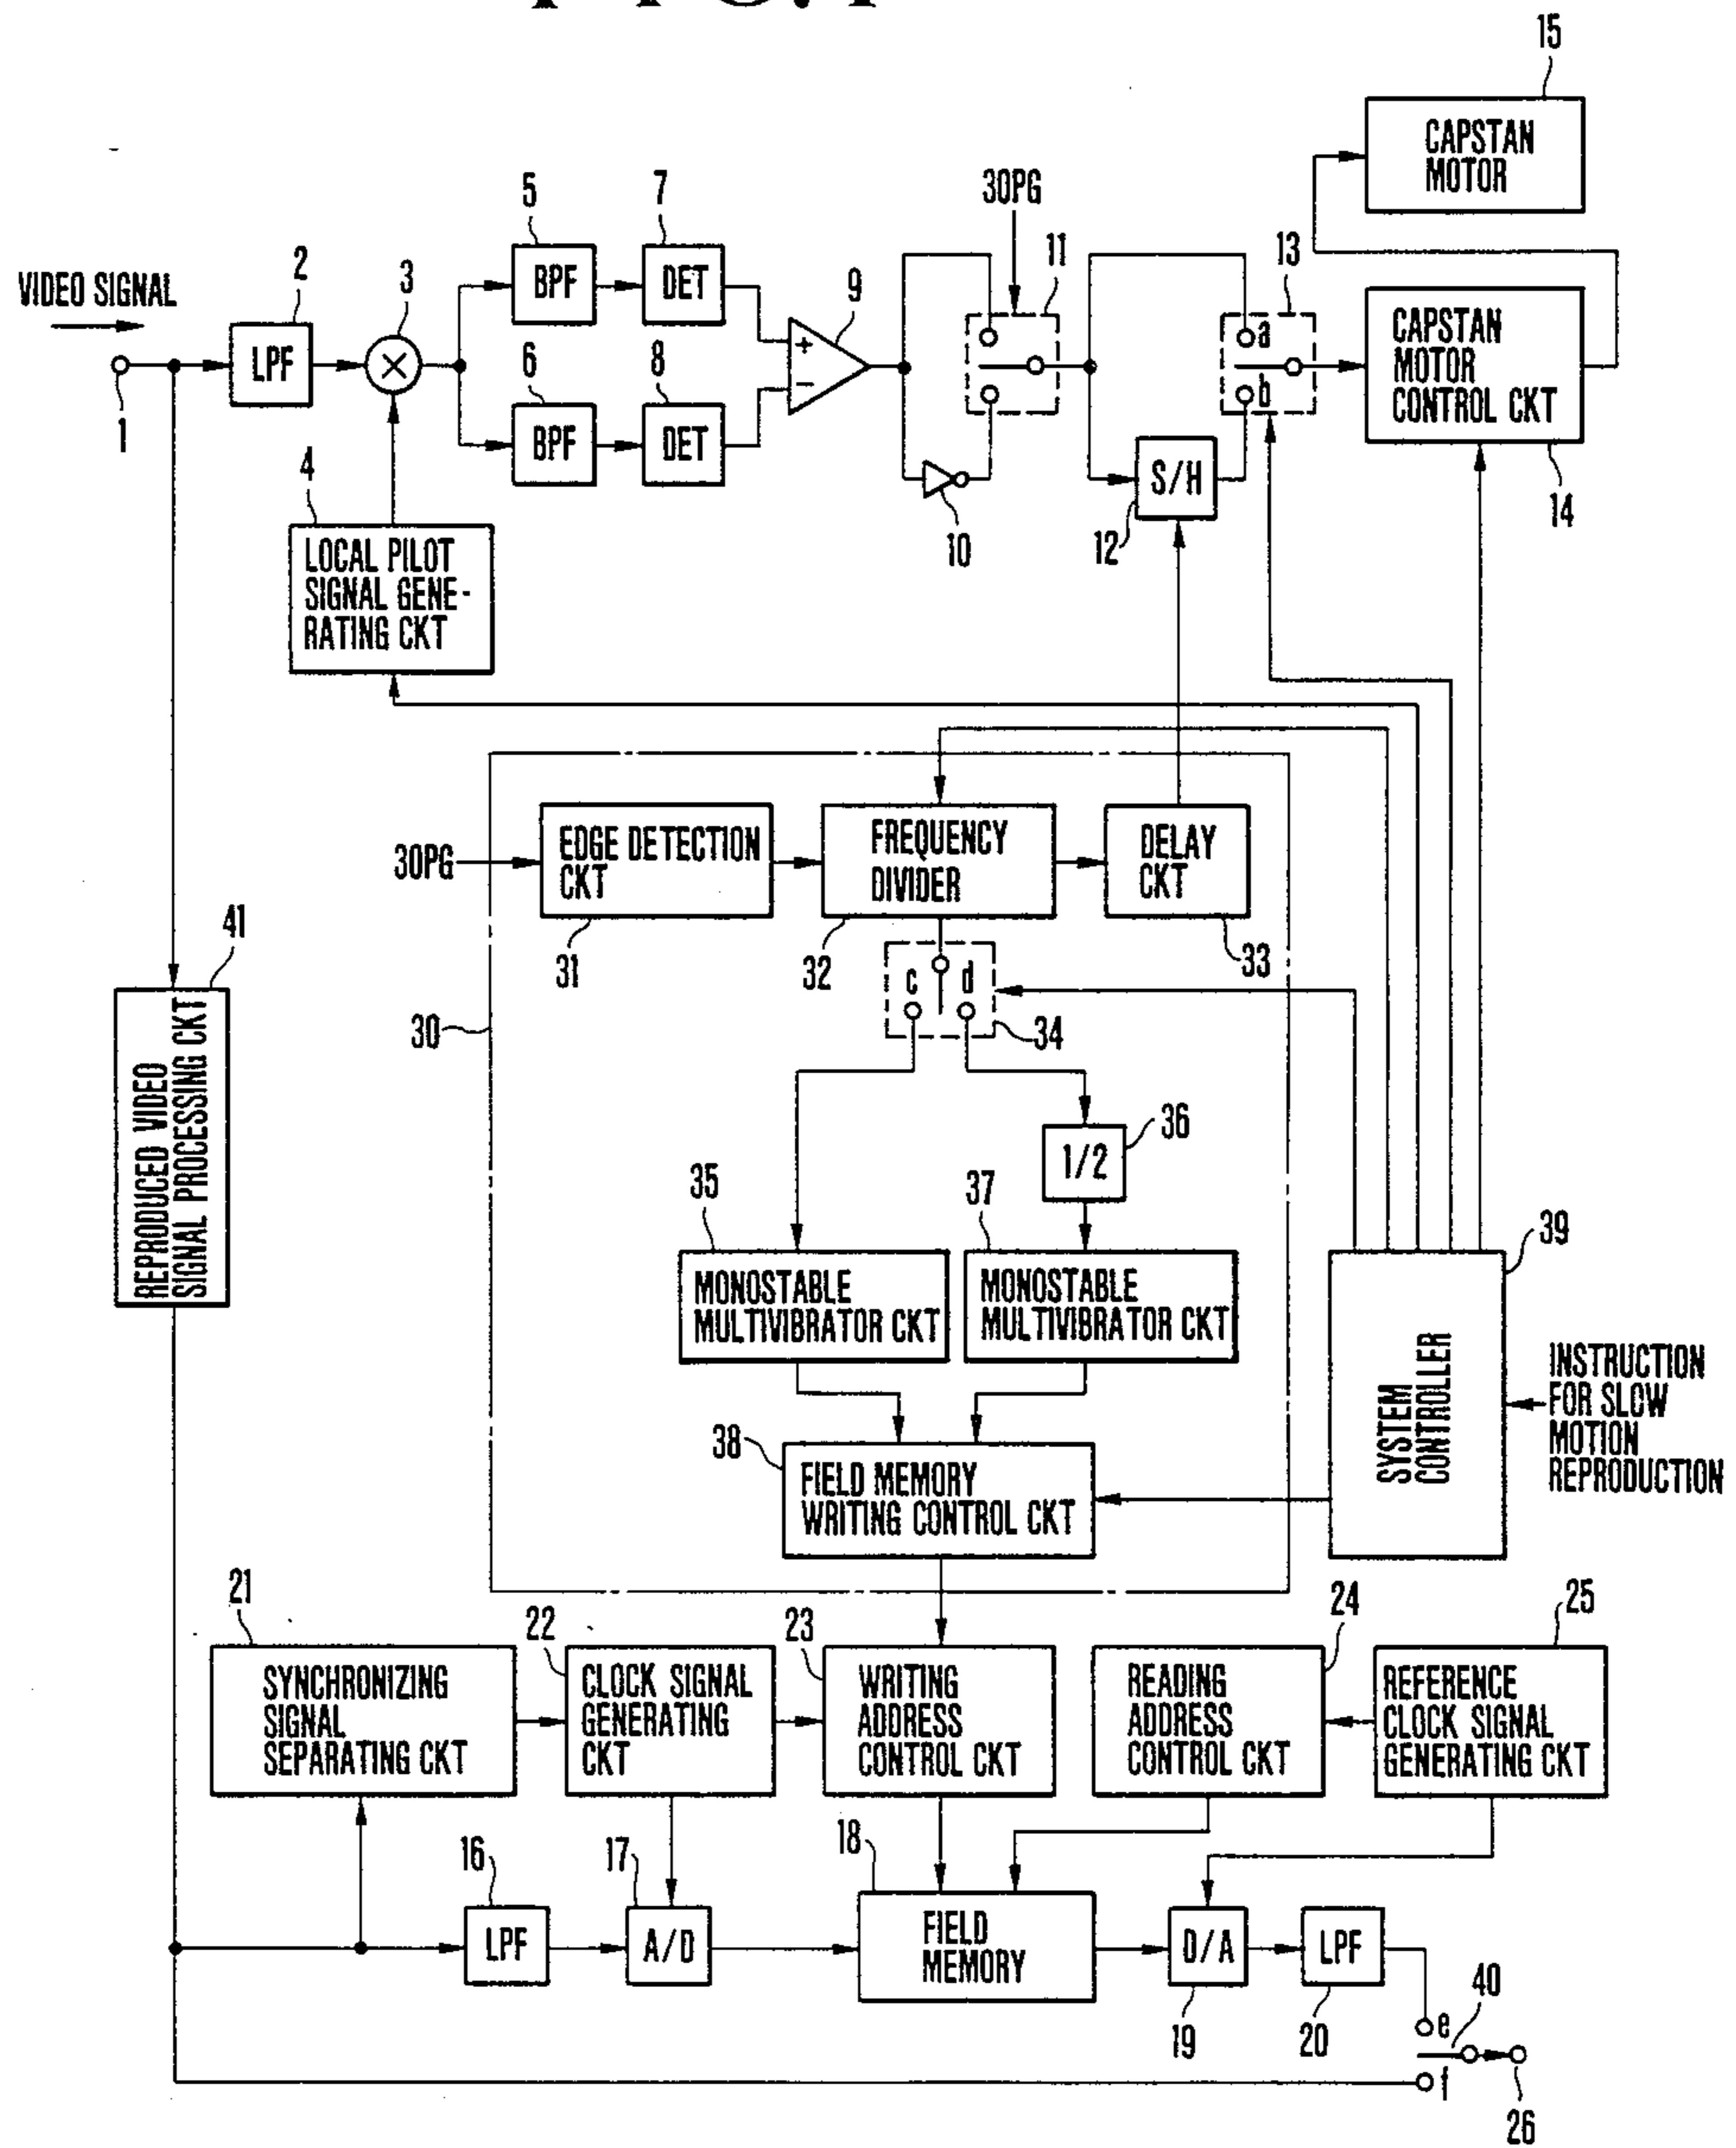 FIG. 1
15
CAPSTAN
MOTOR
5
7
30PG
11
13
VIDEO SIGNAL
2
3
BPF
DET
9
LPF
+
−
a
b
CAPSTAN
MOTOR
CONTROL CKT
1
6
8
BPF
DET
10
S/H
12
14
4
LOCAL PILOT
SIGNAL GENE-
RATING CKT
30PG
EDGE DETECTION
CKT
FREQUENCY
DIVIDER
DELAY
CKT
31
32
33
41
c
d
34
30
REPRODUCED VIDEO
SIGNAL PROCESSING CKT
36
1/2
35
37
39
MONOSTABLE
MULTIVIBRATOR CKT
MONOSTABLE
MULTIVIBRATOR CKT
SYSTEM
CONTROLLER
INSTRUCTION
FOR SLOW
MOTION
REPRODUCTION
38
FIELD MEMORY
WRITING CONTROL CKT
21
22
23
24
25
SYNCHRONIZING
SIGNAL
SEPARATING CKT
CLOCK SIGNAL
GENERATING
CKT
WRITING
ADDRESS
CONTROL CKT
READING
ADDRESS
CONTROL CKT
REFERENCE
CLOCK SIGNAL
GENERATING CKT
16
17
18
LPF
A/D
FIELD
MEMORY
D/A
LPF
19
20
e
40
f
26